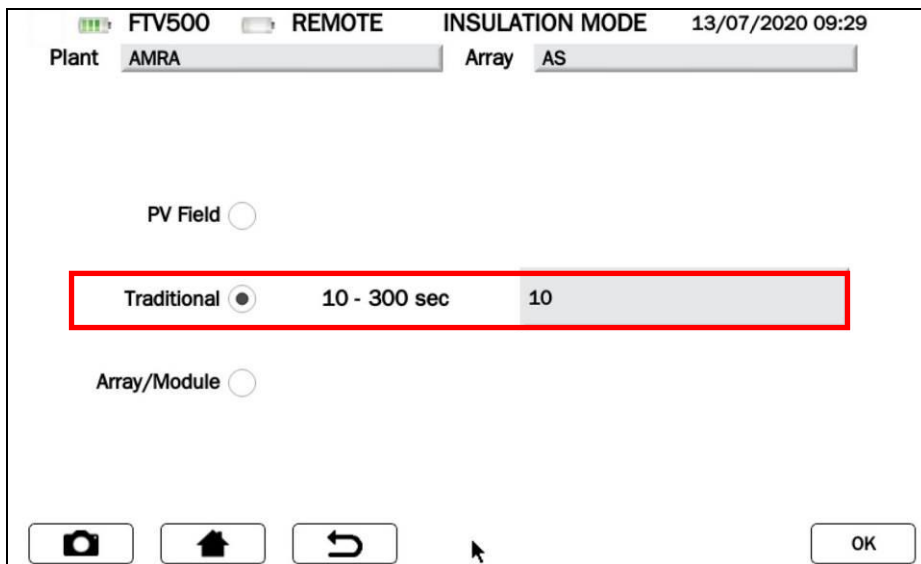 FTV500 REMOTE INSULATION MODE 13/07/2020 09:29
Plant AMRA Array AS
PV Field
Traditional 10 - 300 sec 10
Array/Module
OK